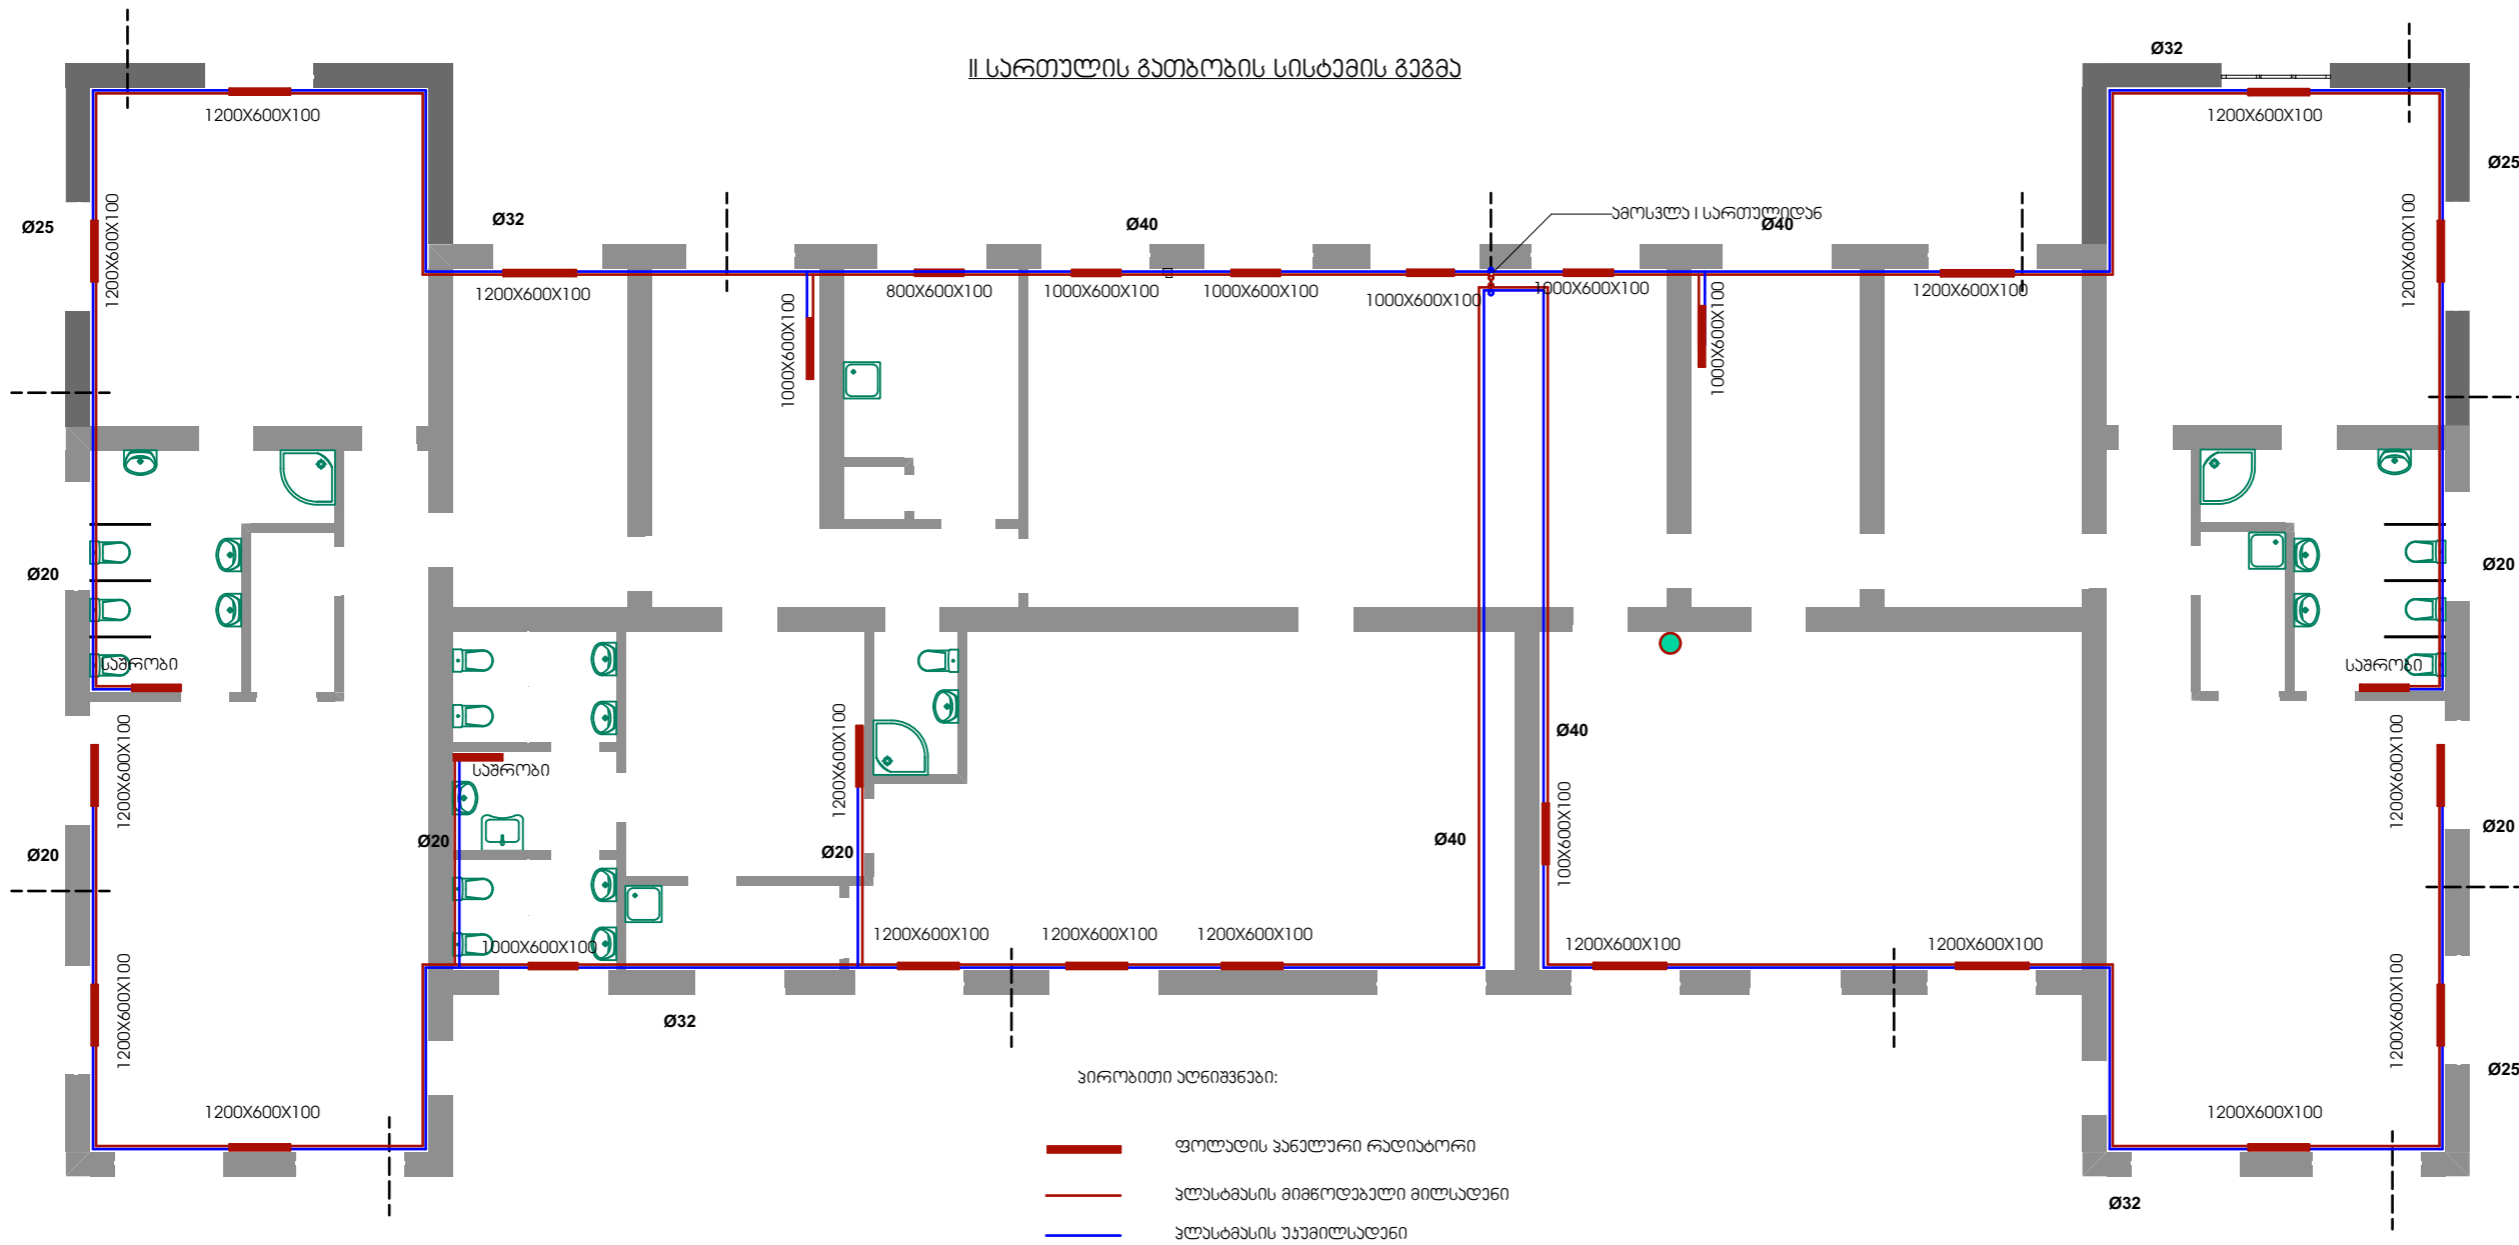 II სართულის გათბობის სისტემის გეგმა
Ø32
1200X600X100
1200X600X100
Ø25
1200X600X100
1200X600X100
Ø25
Ø32
Ø40
ამოსვლა I სართულიდან
Ø40
1200X600X100
800X600X100
1000X600X100
1000X600X100
1000X600X100
1000X600X100
1200X600X100
1000X600X100
1000X600X100
Ø20
Ø20
საშრობი
საშრობი
1200X600X100
1200X600X100
1200X600X100
Ø40
საშრობი
Ø20
Ø20
Ø20
Ø40
1000X600X100
Ø20
1000X600X100
1200X600X100
1200X600X100
1200X600X100
1200X600X100
1200X600X100
1200X600X100
1200X600X100
Ø32
Ø25
პირობითი აღნიშვნები:
1200X600X100
1200X600X100
ფოლადის პანელური რადიატორი
პლასტმასის მიმწოდებელი მილსადენი
Ø32
პლასტმასის უკუმილსადენი